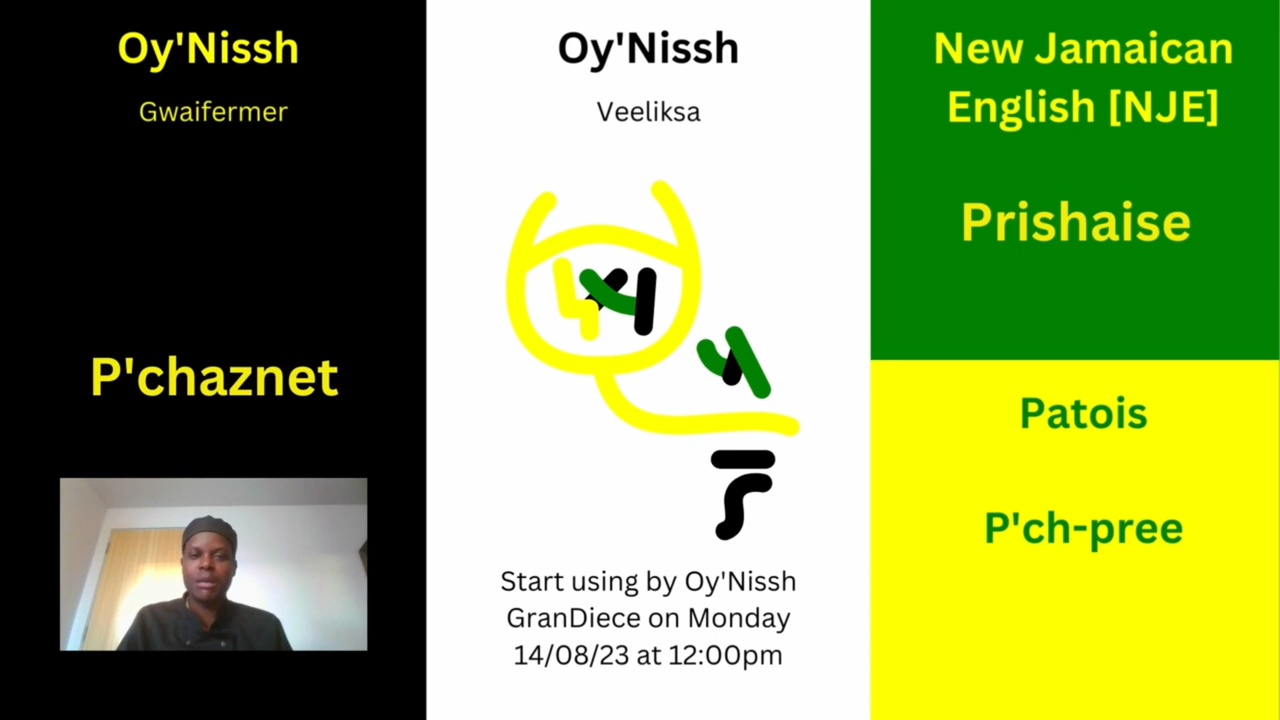 Oy'Nissh
Gwaifermer
P'chaznet
Oy'Nissh
Veeliksa
Start using by Oy'Nissh
GranDiece on Monday
14/08/23 at 12:00pm
New Jamaican
English [NJE]
Prishaise
Patois
P'ch-pree